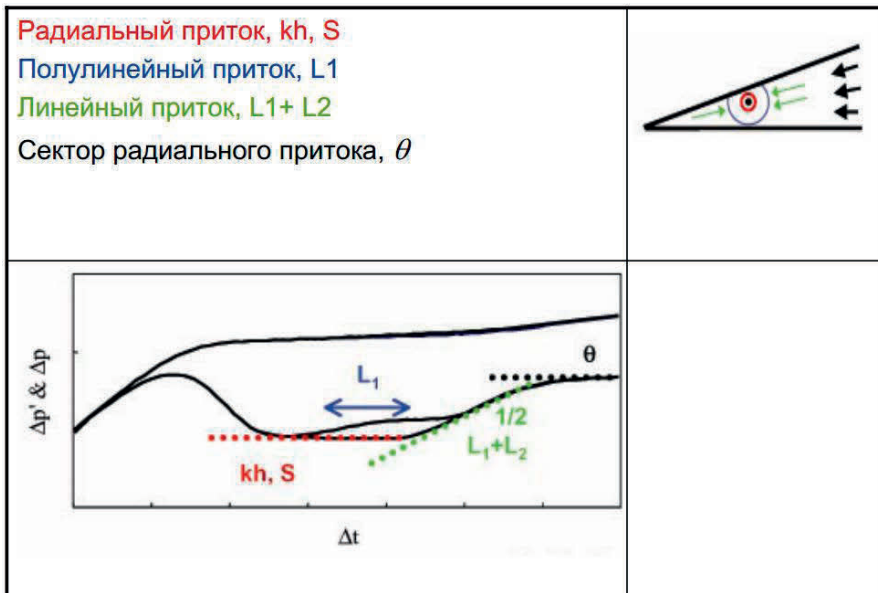 Радиальный приток, kh, S
Полулинейный приток, L1
Линейный приток, L1+ L2
Сектор радиального притока, θ
Δp' & Δp
L₁
θ
1/2
L₁+L₂
kh, S
Δt